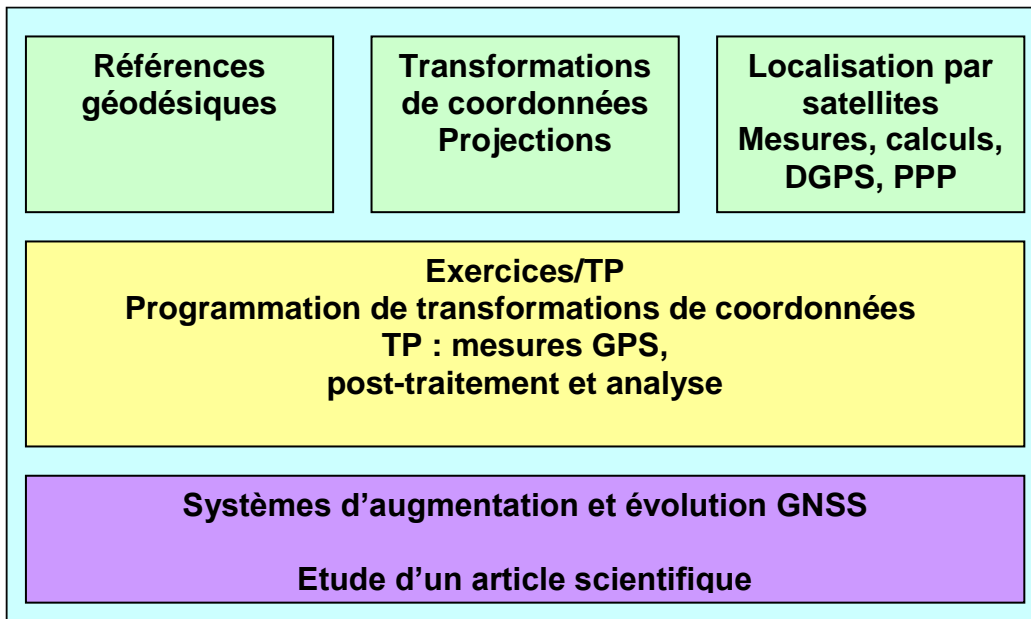 Références
géodésiques
Transformations
de coordonnées
Projections
Localisation par
satellites
Mesures, calculs,
DGPS, PPP
Exercices/TP
Programmation de transformations de coordonnées
TP : mesures GPS,
post-traitement et analyse
Systèmes d'augmentation et évolution GNSS
Etude d'un article scientifique